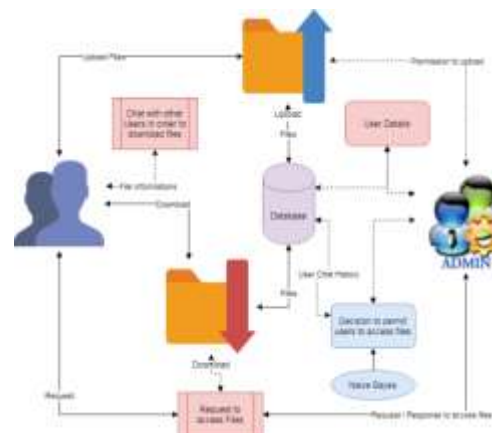 Upload Files
Permission to upload
Chat with other
Users in order to
download files
Upload
Files
User Details
File informations
Download
Database
ADMIN
User Chat History
Files
Decision to permit
users to access files
Download
Naive Bayes
Request
Request to
access Files
Request / Response to access files